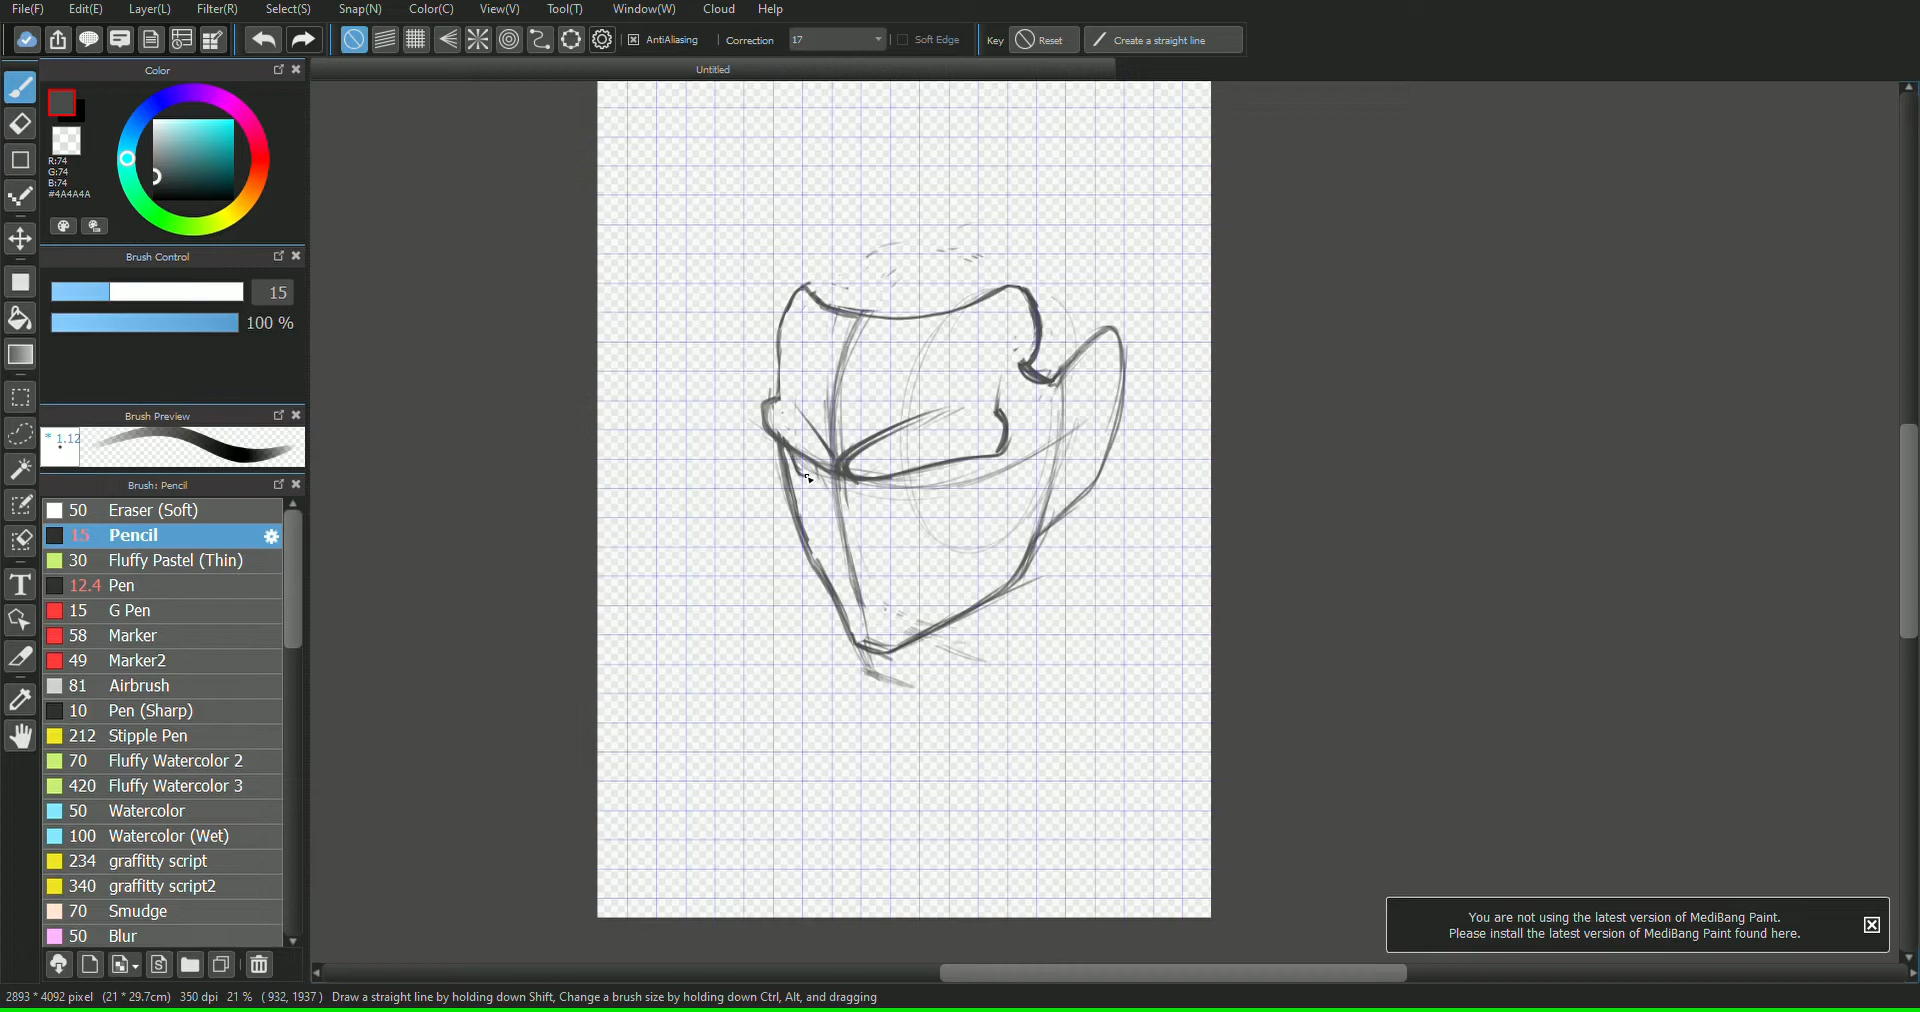 File(F) Edit(E) Layer(L) Filter(R) Select(S) Snap(N) Color(C) View(V) Tool(T) Window(W) Cloud Help
AntiAliasing Correction 17 Soft Edge Key Reset Create a straight line
Color
Untitled
R:74
G:74
B:74
#4A4A4A
Brush Control
15
100 %
Brush Preview
* 1.12
Brush: Pencil
50 Eraser (Soft)
15 Pencil
30 Fluffy Pastel (Thin)
12.4 Pen
15 G Pen
58 Marker
49 Marker2
81 Airbrush
10 Pen (Sharp)
212 Stipple Pen
70 Fluffy Watercolor 2
420 Fluffy Watercolor 3
50 Watercolor
100 Watercolor (Wet)
234 graffitty script
340 graffitty script2
70 Smudge
50 Blur
You are not using the latest version of MediBang Paint.
Please install the latest version of MediBang Paint found here.
2893 * 4092 pixel (21 * 29.7cm) 350 dpi 21 % ( 932, 1937 ) Draw a straight line by holding down Shift, Change a brush size by holding down Ctrl, Alt, and dragging